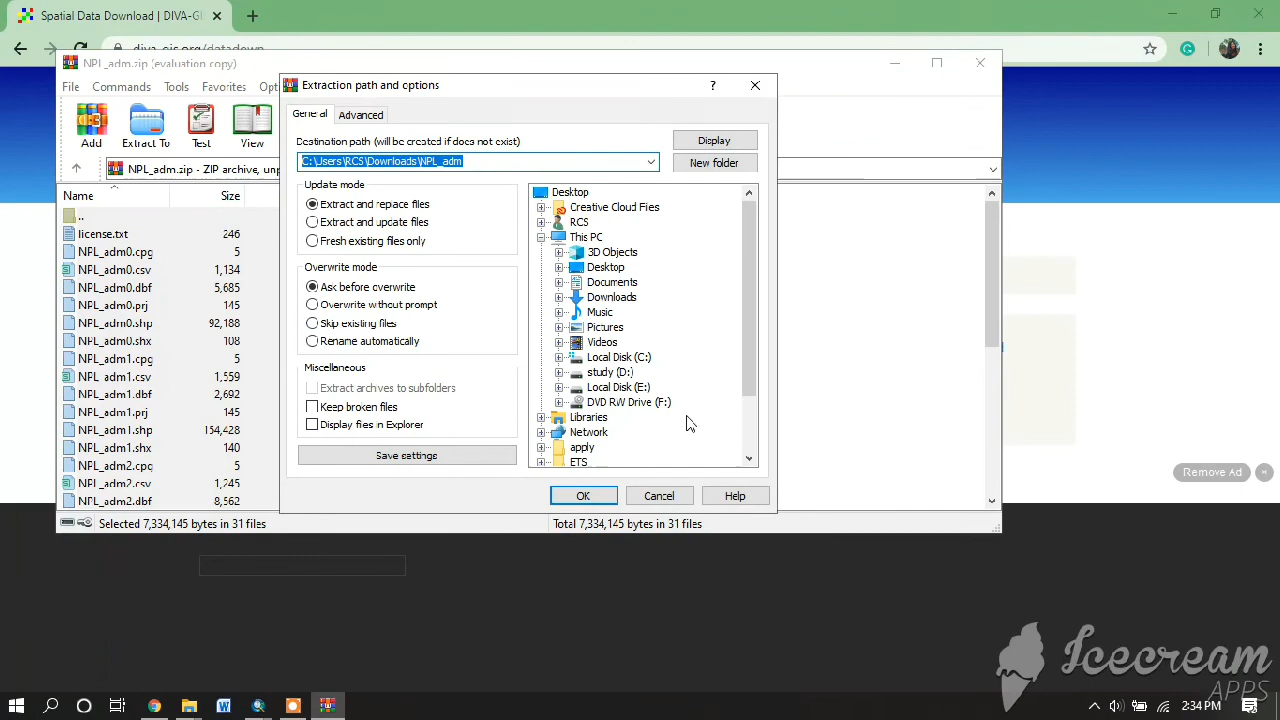 Spatial Data Download | DIVA-GI
diva-gis.org/datadown
NPL_adm.zip (evaluation copy)
File Commands Tools Favorites Opt
Add Extract To Test View
NPL_adm.zip - ZIP archive, unp
Name Size
..
license.txt 246
NPL_adm0.cpg 5
NPL_adm0.csv 1,134
NPL_adm0.dbf 5,685
NPL_adm0.prj 145
NPL_adm0.shp 92,188
NPL_adm0.shx 108
NPL_adm1.cpg 5
NPL_adm1.csv 1,559
NPL_adm1.dbf 2,692
NPL_adm1.prj 145
NPL_adm1.shp 154,428
NPL_adm1.shx 140
NPL_adm2.cpg 5
NPL_adm2.csv 1,245
NPL_adm2.dbf 8,562
Selected 7,334,145 bytes in 31 files
Total 7,334,145 bytes in 31 files
Extraction path and options
General Advanced
Destination path (will be created if does not exist)
C:\Users\RCS\Downloads\NPL_adm
Display
New folder
Update mode
Extract and replace files
Extract and update files
Fresh existing files only
Overwrite mode
Ask before overwrite
Overwrite without prompt
Skip existing files
Rename automatically
Miscellaneous
Extract archives to subfolders
Keep broken files
Display files in Explorer
Save settings
Desktop
Creative Cloud Files
RCS
This PC
3D Objects
Desktop
Documents
Downloads
Music
Pictures
Videos
Local Disk (C:)
study (D:)
Local Disk (E:)
DVD RW Drive (F:)
Libraries
Network
apply
ETS
OK Cancel Help
Remove Ad
Icecream
APPS
2:34 PM